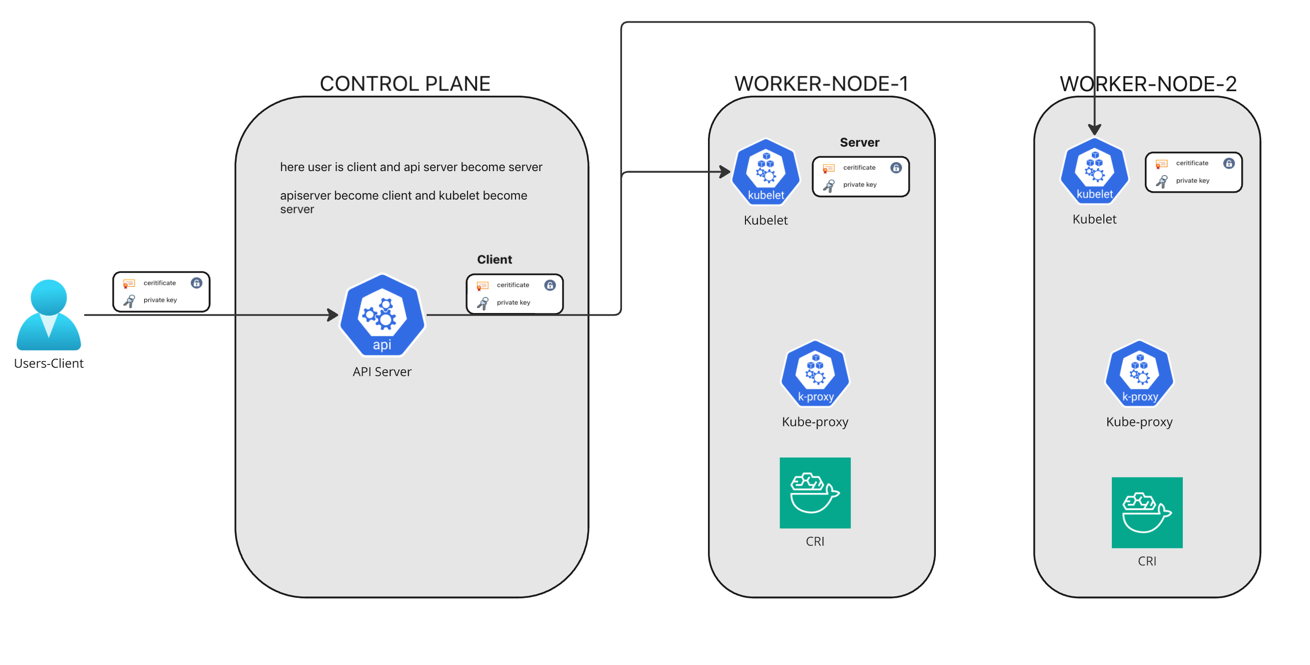 CONTROL PLANE
WORKER-NODE-1
WORKER-NODE-2
here user is client and api server become server
apiserver become client and kubelet become
server
Client
ceritificate
private key
Users-Client
ceritificate
private key
api
API Server
Server
kubelet
Kubelet
ceritificate
private key
k-proxy
Kube-proxy
CRI
kubelet
Kubelet
ceritificate
private key
k-proxy
Kube-proxy
CRI